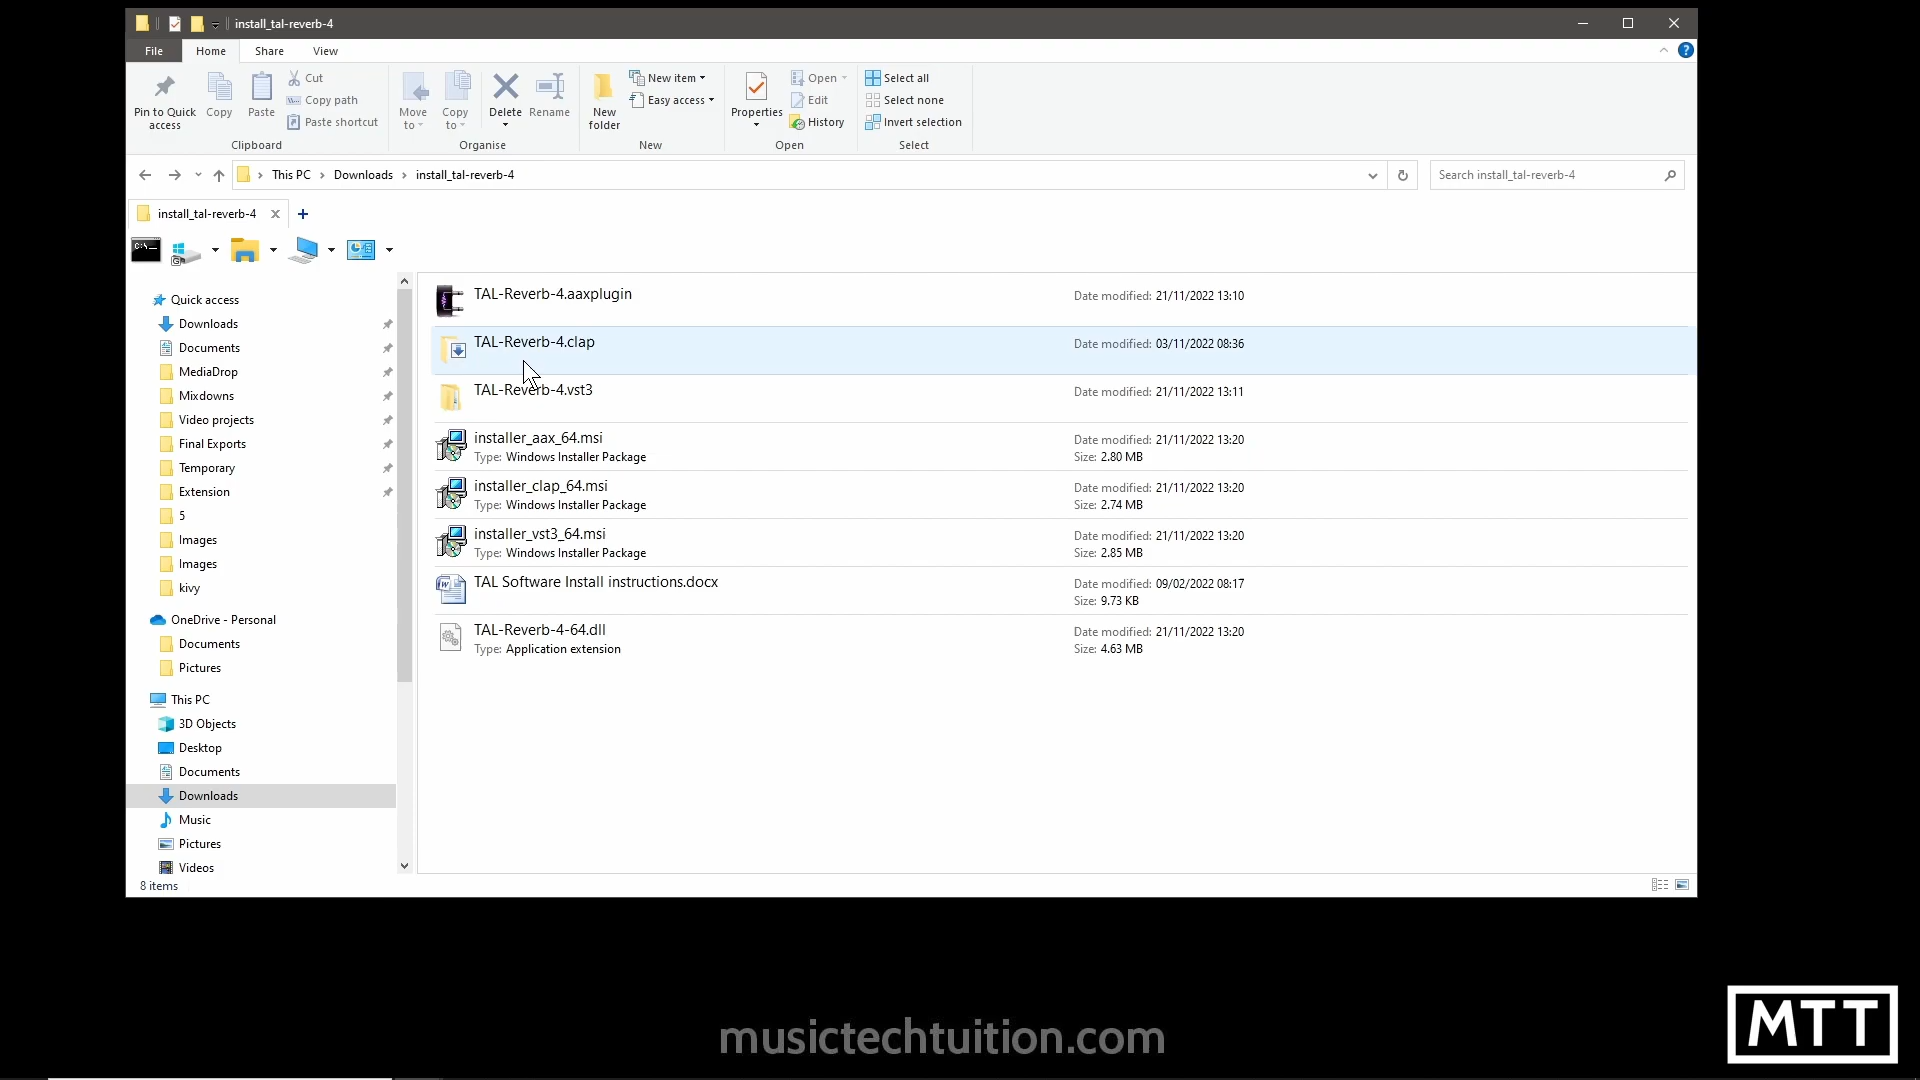 install_tal-reverb-4
File Home Share View
Pin to Quick access
Copy
Paste
Cut
Copy path
Paste shortcut
Clipboard
Move to
Copy to
Delete
Rename
Organise
New folder
New item
Easy access
New
Properties
Open
Edit
History
Open
Select all
Select none
Invert selection
Select
This PC > Downloads > install_tal-reverb-4
Search install_tal-reverb-4
install_tal-reverb-4
Quick access
Downloads
Documents
MediaDrop
Mixdowns
Video projects
Final Exports
Temporary
Extension
5
Images
Images
kivy
OneDrive - Personal
Documents
Pictures
This PC
3D Objects
Desktop
Documents
Downloads
Music
Pictures
Videos
TAL-Reverb-4.aaxplugin Date modified: 21/11/2022 13:10
TAL-Reverb-4.clap Date modified: 03/11/2022 08:36
TAL-Reverb-4.vst3 Date modified: 21/11/2022 13:11
installer_aax_64.msi Date modified: 21/11/2022 13:20
Type: Windows Installer Package Size: 2.80 MB
installer_clap_64.msi Date modified: 21/11/2022 13:20
Type: Windows Installer Package Size: 2.74 MB
installer_vst3_64.msi Date modified: 21/11/2022 13:20
Type: Windows Installer Package Size: 2.85 MB
TAL Software Install instructions.docx Date modified: 09/02/2022 08:17
Size: 9.73 KB
TAL-Reverb-4-64.dll Date modified: 21/11/2022 13:20
Type: Application extension Size: 4.63 MB
8 items
musictechtuition.com
MTT